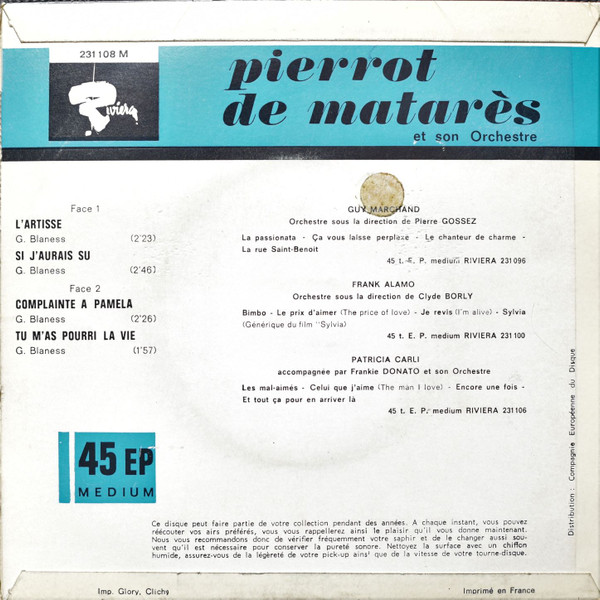 231108 M
Riviera
pierrot
de matarès
et son Orchestre
Face 1
L'ARTISSE
G. Blaness (2'23)
SI J'AURAIS SU
G. Blaness (2'46)
Face 2
COMPLAINTE A PAMELA
G. Blaness (2'26)
TU M'AS POURRI LA VIE
G. Blaness (1'57)
45 EP
MEDIUM
GUY MARCHAND
Orchestre sous la direction de Pierre GOSSEZ
La passionata - Ça vous laisse perplexe - Le chanteur de charme -
La rue Saint-Benoit
45 t. E. P. medium RIVIERA 231096
FRANK ALAMO
Orchestre sous la direction de Clyde BORLY
Bimbo - Le prix d'aimer (The price of love) - Je revis (I'm alive) - Sylvia
(Générique du film "Sylvia)
45 t. E. P. medium RIVIERA 231100
PATRICIA CARLI
accompagnée par Frankie DONATO et son Orchestre
Les mal-aimés - Celui que j'aime (The man I love) - Encore une fois -
Et tout ça pour en arriver là
45 t. E. P. medium RIVIERA 231106
Distribution : Compagnie Européenne du Disque
Ce disque peut faire partie de votre collection pendant des années. A chaque instant, vous pouvez
réécouter vos airs préférés, vous vous rappellerez ainsi le plaisir qu'il vous donne maintenant.
Nous vous recommandons donc de vérifier fréquemment votre saphir et de le changer aussi sou-
vent qu'il est nécessaire pour conserver la pureté sonore. Nettoyez la surface avec un chiffon
humide, assurez-vous de la légèreté de votre pick-up ainsi que de la vitesse de votre tourne-disque.
Imp. Glory, Clichy
Imprimé en France